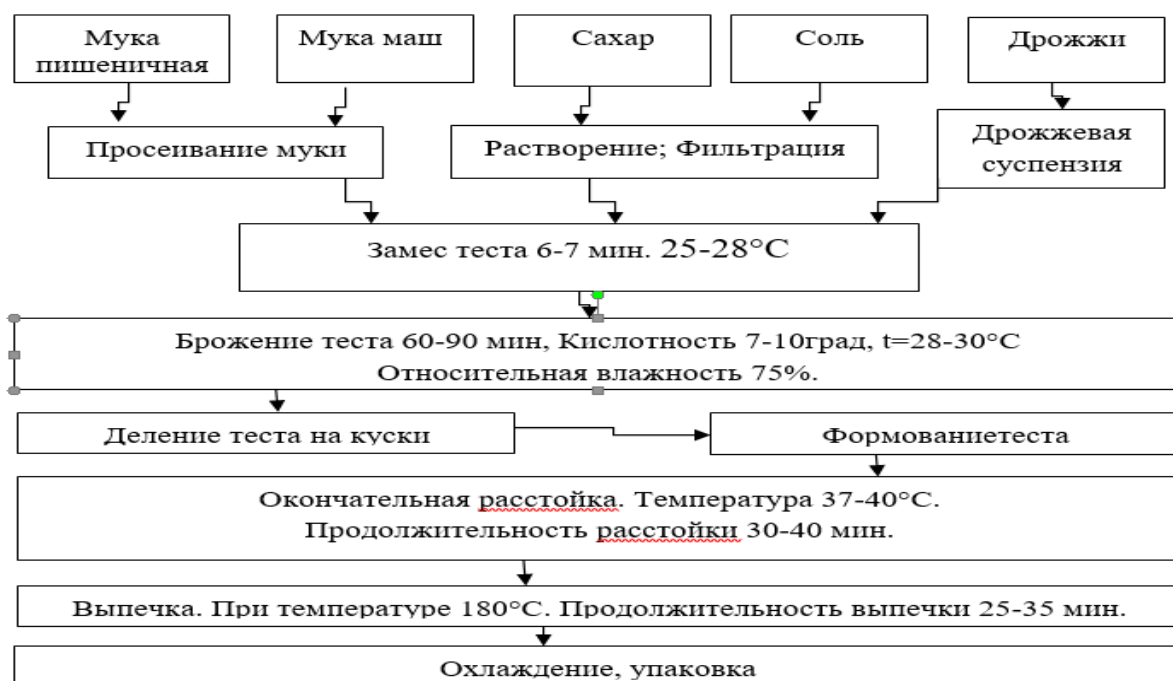 Мука
пишеничная
Мука маш
Сахар
Соль
Дрожжи
Просеивание муки
Растворение; Фильтрация
Дрожжевая
суспензия
Замес теста 6-7 мин. 25-28°C
Брожение теста 60-90 мин, Кислотность 7-10град, t=28-30°C
Относительная влажность 75%.
Деление теста на куски
Формованиетеста
Окончательная расстойка. Температура 37-40°C.
Продолжительность расстойки 30-40 мин.
Выпечка. При температуре 180°C. Продолжительность выпечки 25-35 мин.
Охлаждение, упаковка